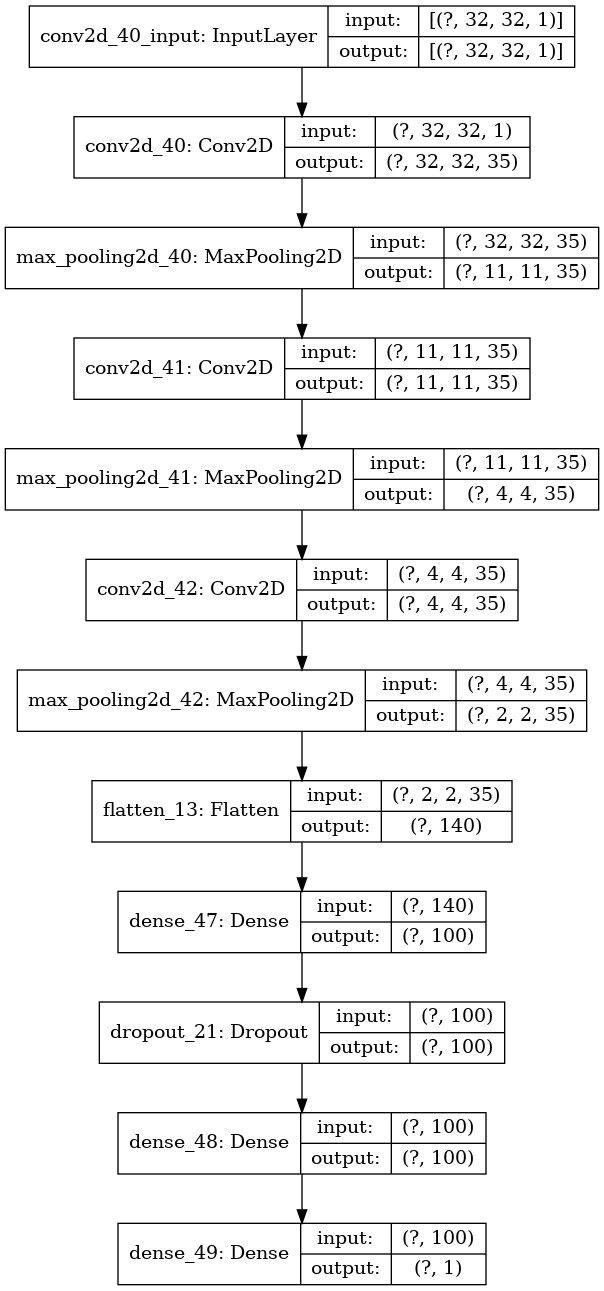 conv2d_40_input: InputLayer input: [(?, 32, 32, 1)]
output: [(?, 32, 32, 1)]
conv2d_40: Conv2D input: (?, 32, 32, 1)
output: (?, 32, 32, 35)
max_pooling2d_40: MaxPooling2D input: (?, 32, 32, 35)
output: (?, 11, 11, 35)
conv2d_41: Conv2D input: (?, 11, 11, 35)
output: (?, 11, 11, 35)
max_pooling2d_41: MaxPooling2D input: (?, 11, 11, 35)
output: (?, 4, 4, 35)
conv2d_42: Conv2D input: (?, 4, 4, 35)
output: (?, 4, 4, 35)
max_pooling2d_42: MaxPooling2D input: (?, 4, 4, 35)
output: (?, 2, 2, 35)
flatten_13: Flatten input: (?, 2, 2, 35)
output: (?, 140)
dense_47: Dense input: (?, 140)
output: (?, 100)
dropout_21: Dropout input: (?, 100)
output: (?, 100)
dense_48: Dense input: (?, 100)
output: (?, 100)
dense_49: Dense input: (?, 100)
output: (?, 1)